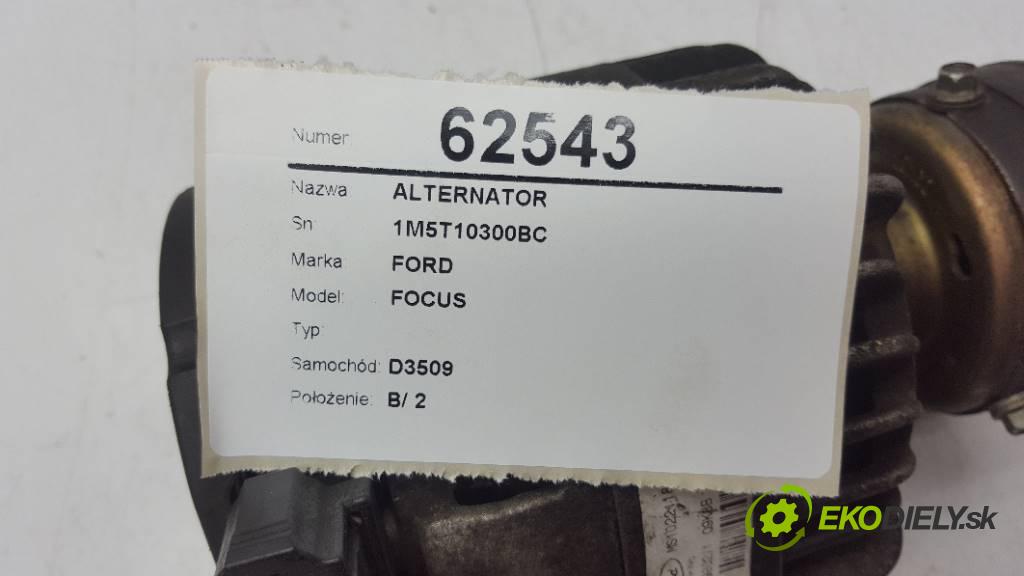 Numer: 62543
Nazwa ALTERNATOR
Sn: 1M5T10300BC
Marka FORD
Model: FOCUS
Typ:
Samochód: D3509
Położenie: B/ 2
EKODIELY.sk